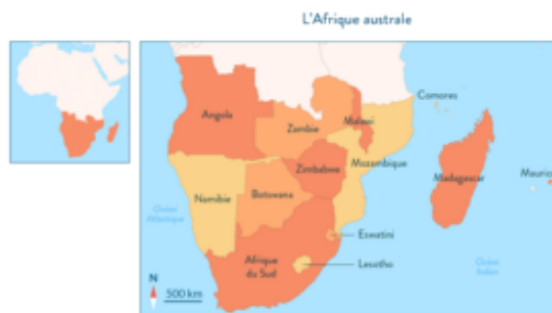 L'Afrique australe
Angola
Zambie
Malawi
Comores
Mozambique
Zimbabwe
Madagascar
Namibie
Botswana
Océan
Atlantique
Eswatini
Afrique
du Sud
Lesotho
Océan
Indien
N
500 km